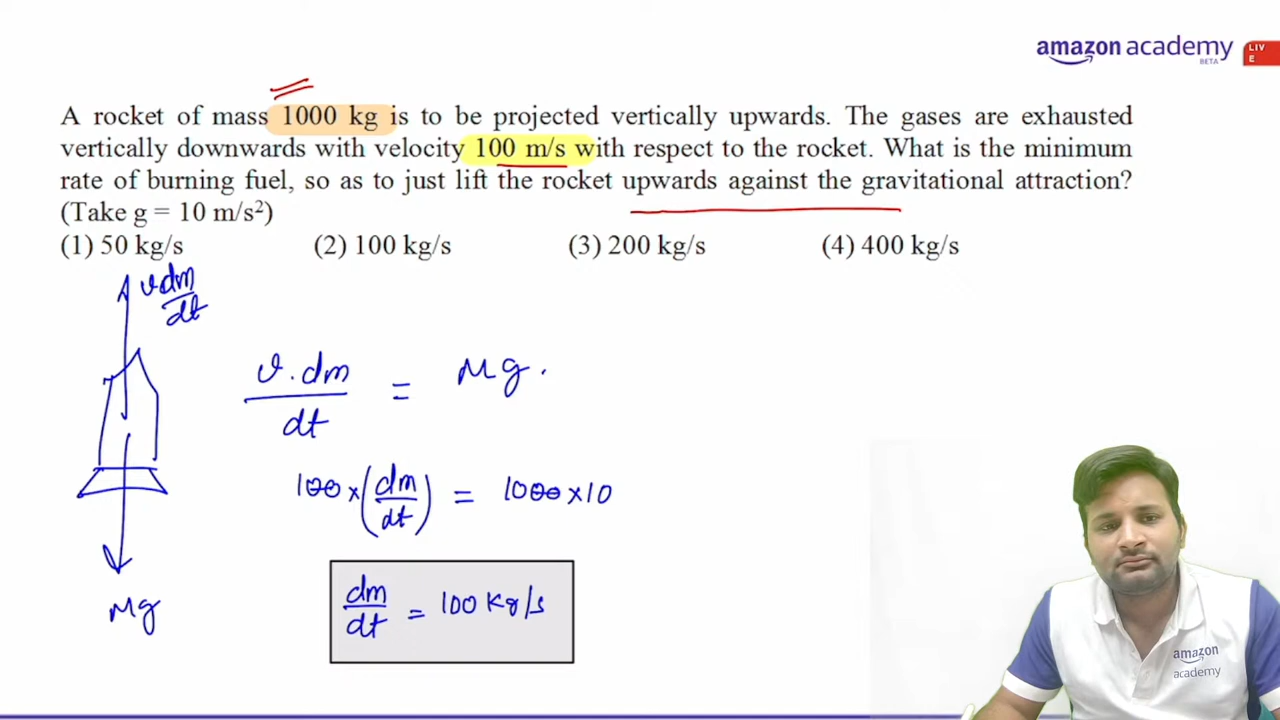 amazon academy
BETA
LIV
E
A rocket of mass 1000 kg is to be projected vertically upwards. The gases are exhausted
vertically downwards with velocity 100 m/s with respect to the rocket. What is the minimum
rate of burning fuel, so as to just lift the rocket upwards against the gravitational attraction?
(Take g = 10 m/s²)
(1) 50 kg/s (2) 100 kg/s (3) 200 kg/s (4) 400 kg/s
v dm/dt
v.dm/dt = Mg.
100 × (dm/dt) = 1000 × 10
dm/dt = 100 Kg/s
Mg
amazon
academy